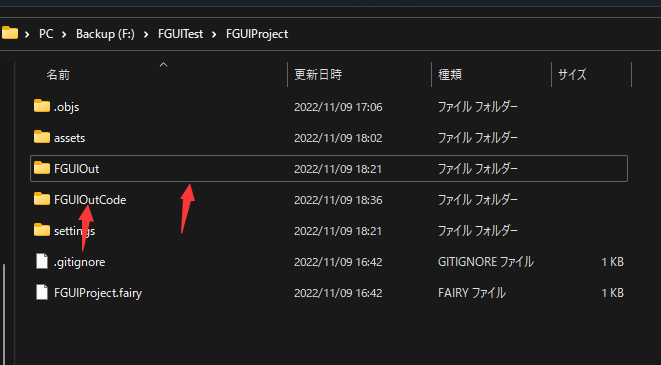 PC > Backup (F:) > FGUITest > FGUIProject
名前 更新日時 種類 サイズ
.objs 2022/11/09 17:06 ファイル フォルダー
assets 2022/11/09 18:02 ファイル フォルダー
FGUIOut 2022/11/09 18:21 ファイル フォルダー
FGUIOutCode 2022/11/09 18:36 ファイル フォルダー
settings 2022/11/09 18:21 ファイル フォルダー
.gitignore 2022/11/09 16:42 GITIGNORE ファイル 1 KB
FGUIProject.fairy 2022/11/09 16:42 FAIRY ファイル 1 KB